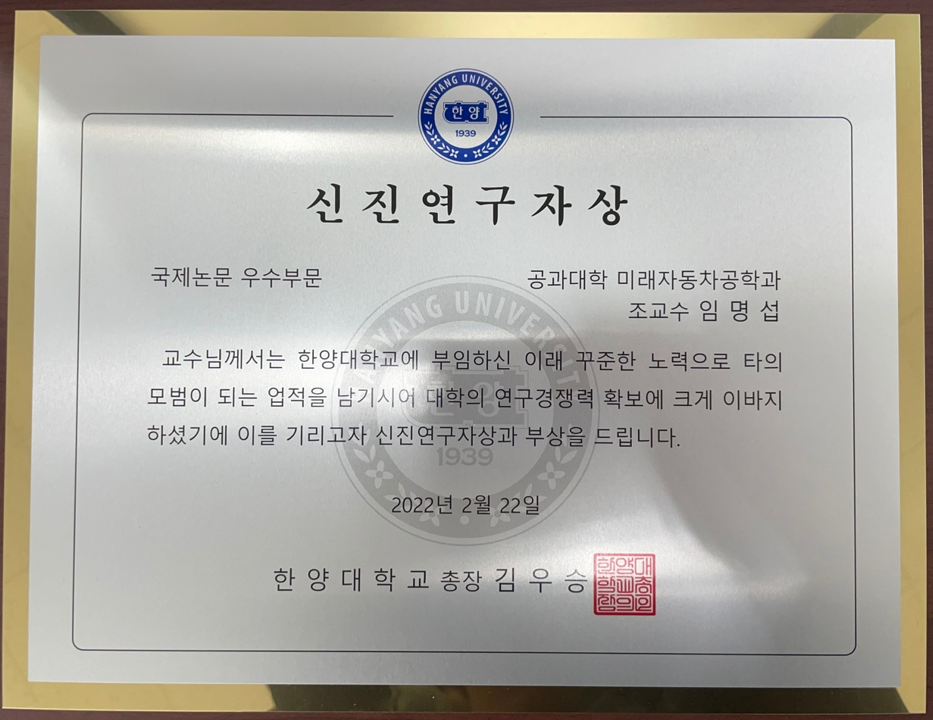 HANYANG UNIVERSITY
한양
1939
신진연구자상
국제논문 우수부문
공과대학 미래자동차공학과
조교수 임 명 섭
HANYANG UNIVERSITY
교수님께서는 한양대학교에 부임하신 이래 꾸준한 노력으로 타의
모범이 되는 업적을 남기시어 대학의 연구경쟁력 확보에 크게 이바지
하셨기에 이를 기리고자 신진연구자상과 부상을 드립니다.
한양
1939
2022년 2월 22일
한양대학교 총장 김우승